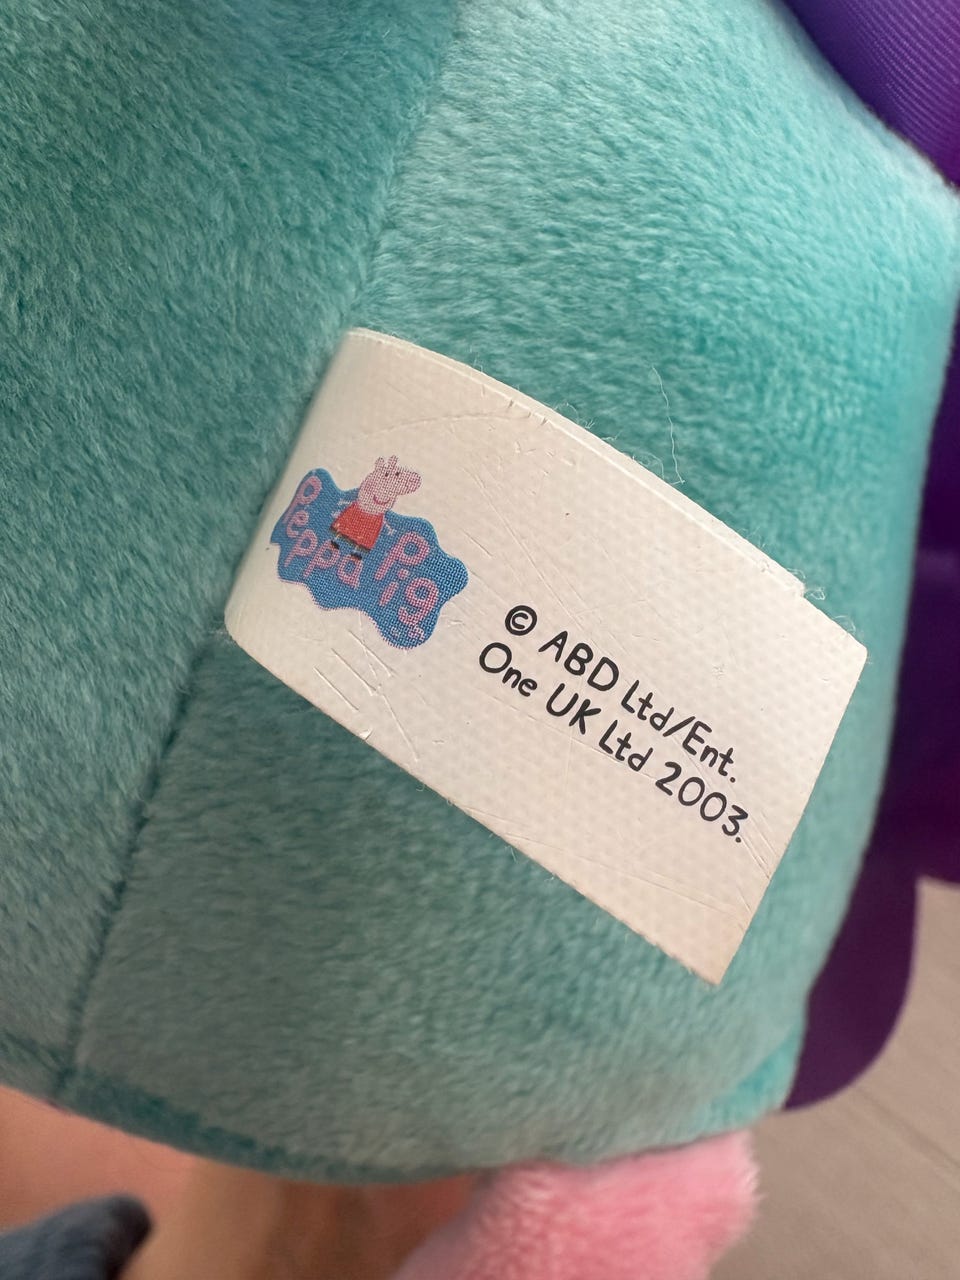 Peppa Pig
© ABD Ltd/Ent.
One UK Ltd 2003.